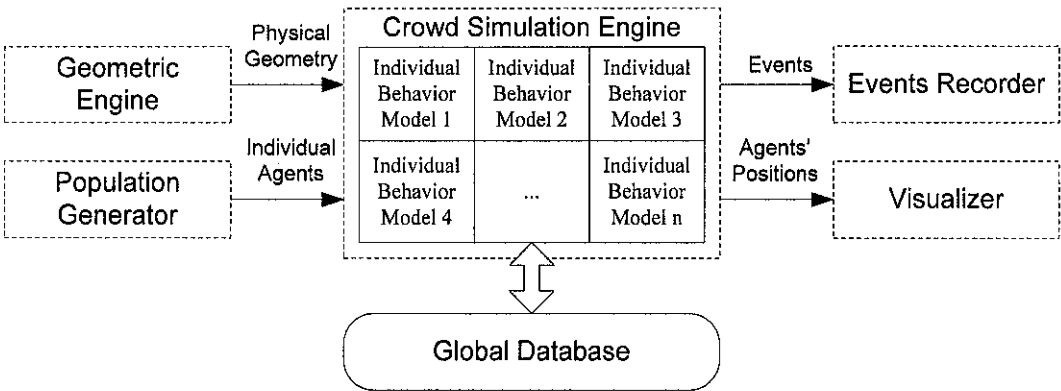 Geometric
Engine
Population
Generator
Physical
Geometry
Individual
Agents
Crowd Simulation Engine
Individual
Behavior
Model 1
Individual
Behavior
Model 2
Individual
Behavior
Model 3
Individual
Behavior
Model 4
...
Individual
Behavior
Model n
Events
Agents'
Positions
Events Recorder
Visualizer
Global Database